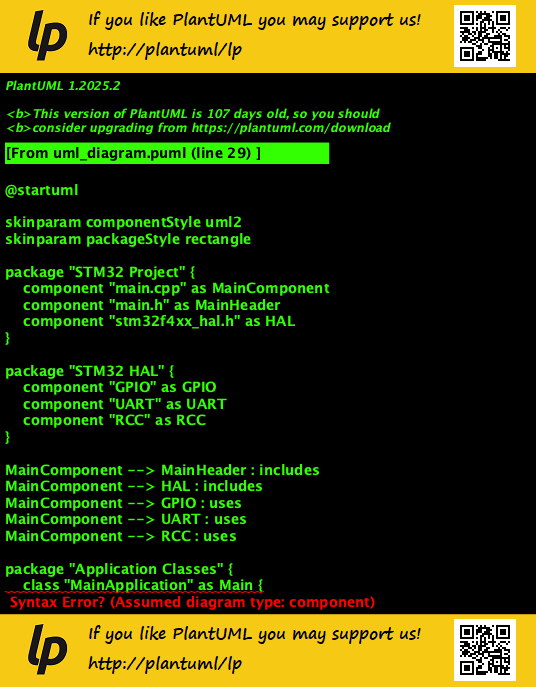 lp If you like PlantUML you may support us!
http://plantuml/lp
PlantUML 1.2025.2
<b>This version of PlantUML is 107 days old, so you should
<b>consider upgrading from https://plantuml.com/download
[From uml_diagram.puml (line 29) ]
@startuml
skinparam componentStyle uml2
skinparam packageStyle rectangle
package "STM32 Project" {
component "main.cpp" as MainComponent
component "main.h" as MainHeader
component "stm32f4xx_hal.h" as HAL
}
package "STM32 HAL" {
component "GPIO" as GPIO
component "UART" as UART
component "RCC" as RCC
}
MainComponent --> MainHeader : includes
MainComponent --> HAL : includes
MainComponent --> GPIO : uses
MainComponent --> UART : uses
MainComponent --> RCC : uses
package "Application Classes" {
class "MainApplication" as Main {
Syntax Error? (Assumed diagram type: component)
lp If you like PlantUML you may support us!
http://plantuml/lp